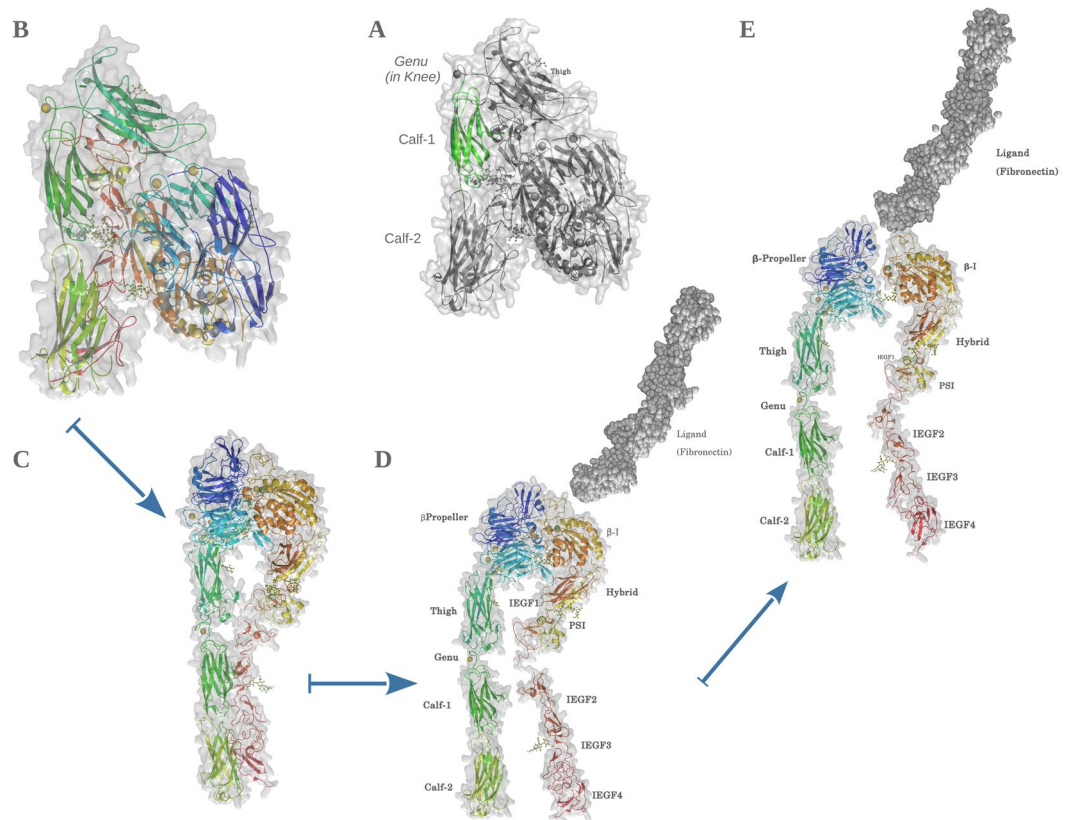 B
A
Genu
(in Knee)
Thigh
Calf-1
Calf-2
E
Ligand
(Fibronectin)
β-Propeller
β-I
Thigh
Hybrid
IEGF1
PSI
Genu
IEGF2
Calf-1
IEGF3
Calf-2
IEGF4
C
D
Ligand
(Fibronectin)
βPropeller
β-I
Hybrid
Thigh
IEGF1
PSI
Genu
IEGF2
Calf-1
IEGF3
Calf-2
IEGF4